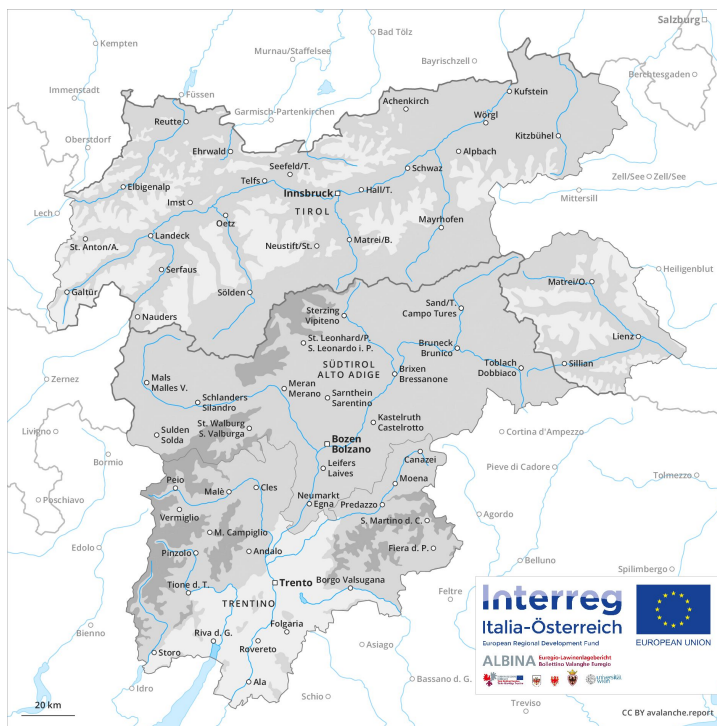 Salzburg
Kempten
Bad Tölz
Murnau/Staffelsee
Bayrischzell
Berchtesgaden
Immenstadt
Füssen
Kufstein
Achenkirch
Garmisch-Partenkirchen
Reutte
Wörgl
Oberstdorf
Kitzbühel
Ehrwald
Alpbach
Seefeld/T.
Schwaz
Telfs
Zell/See
Zell/See
Elbigenalp
Innsbruck
Hall/T.
Mittersill
Imst
TIROL
Lech
Oetz
Mayrhofen
Landeck
St. Anton/A.
Neustift/St.
Matrei/B.
Serfaus
Heiligenblut
Galtür
Sölden
Matrei/O.
Nauders
Sterzing
Vipiteno
Sand/T.
Campo Tures
Lienz
St. Leonhard/P.
S. Leonardo i. P.
Bruneck
Brunico
Toblach
Dobbiaco
Sillian
SÜDTIROL
ALTO ADIGE
Brixen
Bressanone
Zernez
Mals
Malles V.
Meran
Merano
Sarnthein
Sarentino
Schlanders
Silandro
St. Walburg
S. Valburga
Kastelruth
Castelrotto
Livigno
Sulden
Solda
Cortina d'Ampezzo
Bozen
Bolzano
Bormio
Canazei
Leifers
Laives
Pieve di Cadore
Tolmezzo
Peio
Malè
Cles
Moena
Poschiavo
Neumarkt
Egna
Predazzo
Vermiglio
Agordo
S. Martino d. C.
M. Campiglio
Edolo
Pinzolo
Andalo
Fiera d. P.
Belluno
Spilimbergo
Tione d. T.
Trento
Borgo Valsugana
Feltre
TRENTINO
Folgaria
Bienno
Riva d. G.
Rovereto
Storo
Asiago
Idro
Ala
Schio
Bassano d. G.
Treviso
Interreg
Italia-Österreich
European Regional Development Fund
EUROPEAN UNION
ALBINA
Euregio-Lawinenlagebericht
Bollettino Valanghe Euregio
20 km
CC BY avalanche.report